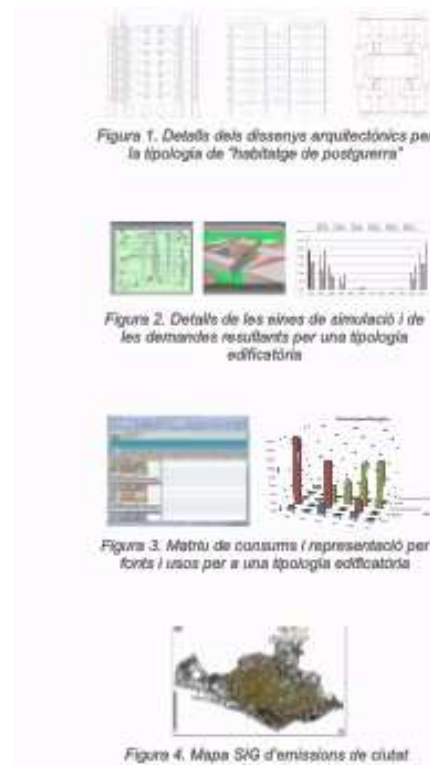 Figura 1. Detalls dels dissenys arquitectònics per
la tipologia de "habitatge de postguerra"
Figura 2. Detalls de les eines de simulació i de
les demandes resultants per una tipologia
edificatòria
Figura 3. Matriu de consums i representació per
fonts i usos per a una tipologia edificatòria
Figura 4. Mapa SIG d'emissions de ciutat